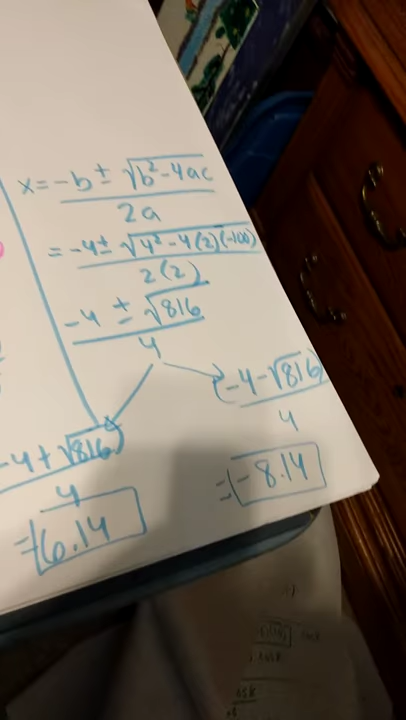 x = -b ± √b² - 4ac
2a
= -4 ± √4² - 4(2)(-100)
2(2)
-4 ± √816
4
(-4 - √816)
4
= -8.14
-4 + √816)
4
= 6.14